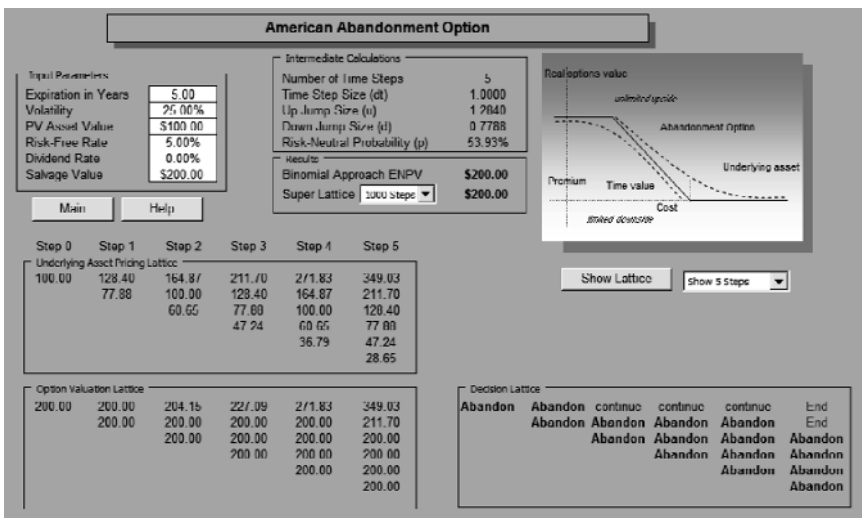 American Abandonment Option
Input Parameters
Expiration in Years 5.00
Volatility 25.00%
PV Asset Value $100.00
Risk-Free Rate 5.00%
Dividend Rate 0.00%
Salvage Value $200.00
Main Help
Intermediate Calculations
Number of Time Steps 5
Time Step Size (dt) 1.0000
Up Jump Size (u) 1.2840
Down Jump Size (d) 0.7788
Risk-Neutral Probability (p) 53.93%
Results
Binomial Approach ENPV $200.00
Super Lattice 1000 Steps $200.00
Real options value
unlimited upside
Abandonment Option
Underlying asset
Premium Time value
Cost
limited downside
Show Lattice Show 5 Steps
Step 0 Step 1 Step 2 Step 3 Step 4 Step 5
Underlying Asset Pricing Lattice
100.00 128.40 164.87 211.70 271.83 349.03
77.88 100.00 128.40 164.87 211.70
60.65 77.88 100.00 128.40
47.24 60.65 77.88
36.79 47.24
28.65
Option Valuation Lattice
200.00 200.00 204.15 227.09 271.83 349.03
200.00 200.00 200.00 200.00 211.70
200.00 200.00 200.00 200.00
200.00 200.00 200.00
200.00 200.00
200.00
Decision Lattice
Abandon Abandon continue continue continue End
Abandon Abandon Abandon Abandon End
Abandon Abandon Abandon Abandon
Abandon Abandon Abandon
Abandon Abandon
Abandon